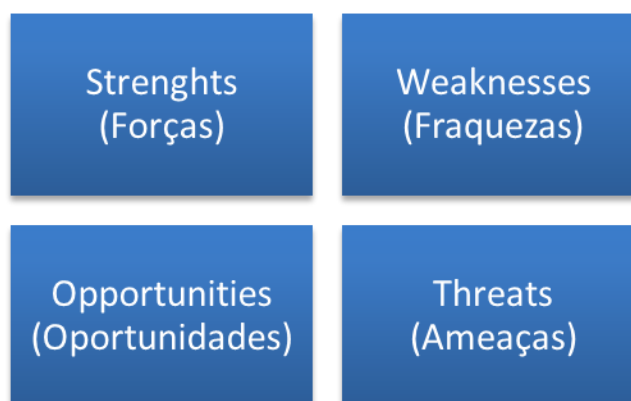 Strenghts
(Forças)
Weaknesses
(Fraquezas)
Opportunities
(Oportunidades)
Threats
(Ameaças)